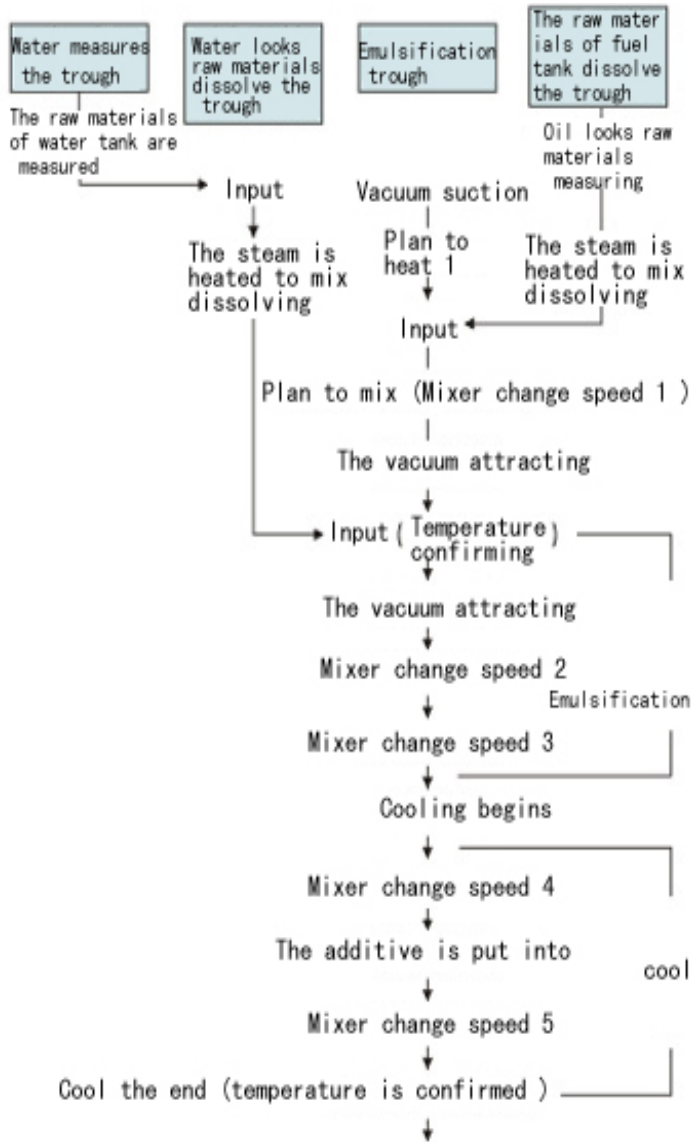 Water measures
the trough
Water looks
raw materials
dissolve the
trough
Emulsification
trough
The raw mater
ials of fuel
tank dissolve
the trough
The raw materials
of water tank are
measured
Oil looks raw
materials
measuring
Input
Vacuum suction
Plan to
heat 1
The steam is
heated to mix
dissolving
The steam is
heated to mix
dissolving
Input
Plan to mix (Mixer change speed 1 )
The vacuum attracting
Input ( Temperature )
confirming
The vacuum attracting
Mixer change speed 2
Emulsification
Mixer change speed 3
Cooling begins
Mixer change speed 4
The additive is put into
cool
Mixer change speed 5
Cool the end (temperature is confirmed )